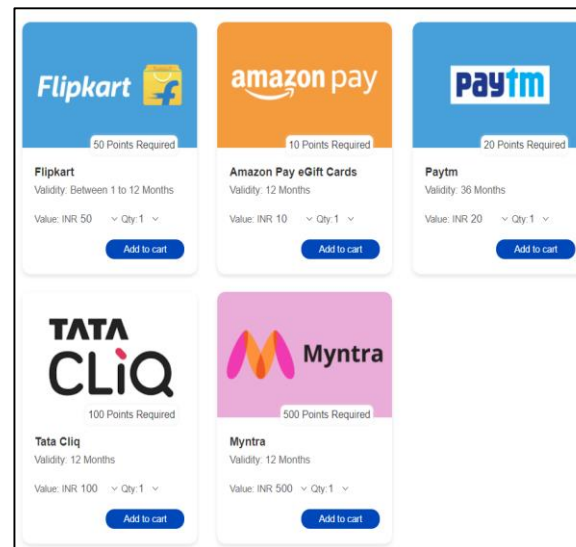 Flipkart
50 Points Required
Flipkart
Validity: Between 1 to 12 Months
Value: INR 50 Qty:1
Add to cart
amazon pay
10 Points Required
Amazon Pay eGift Cards
Validity: 12 Months
Value: INR 10 Qty:1
Add to cart
paytm
20 Points Required
Paytm
Validity: 36 Months
Value: INR 20 Qty:1
Add to cart
TATA
CLiQ
100 Points Required
Tata Cliq
Validity: 12 Months
Value: INR 100 Qty:1
Add to cart
Myntra
500 Points Required
Myntra
Validity: 12 Months
Value: INR 500 Qty:1
Add to cart